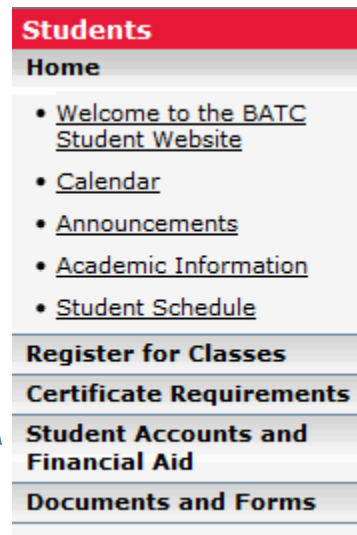 Students
Home
• Welcome to the BATC
Student Website
• Calendar
• Announcements
• Academic Information
• Student Schedule
Register for Classes
Certificate Requirements
Student Accounts and
Financial Aid
Documents and Forms